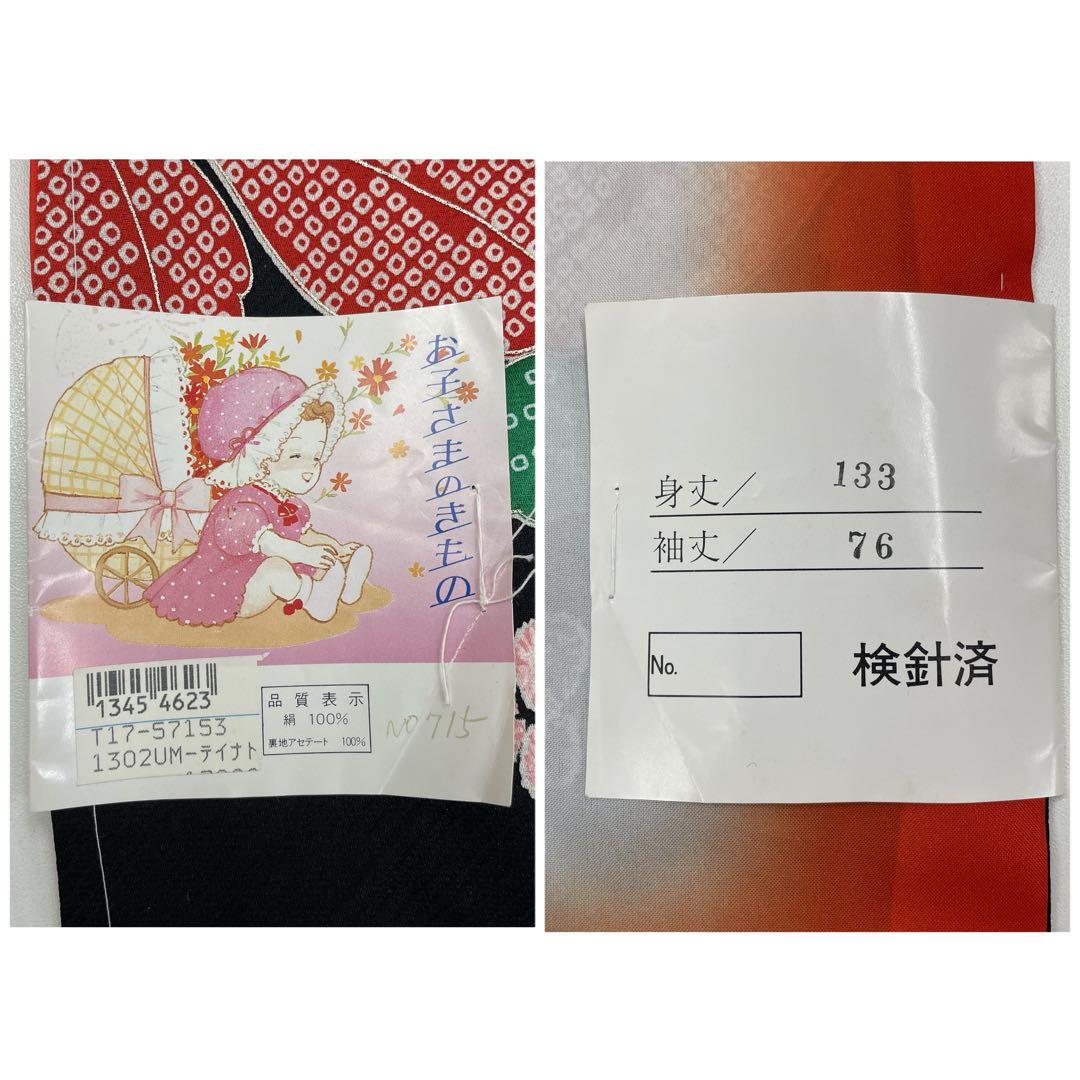 お子さまのきもの
1345 4623
T17-57153
1302UM-テイナト
品質表示
絹 100%
裏地アセテート 100%
NO715
身丈/ 133
袖丈/ 76
No.
検針済